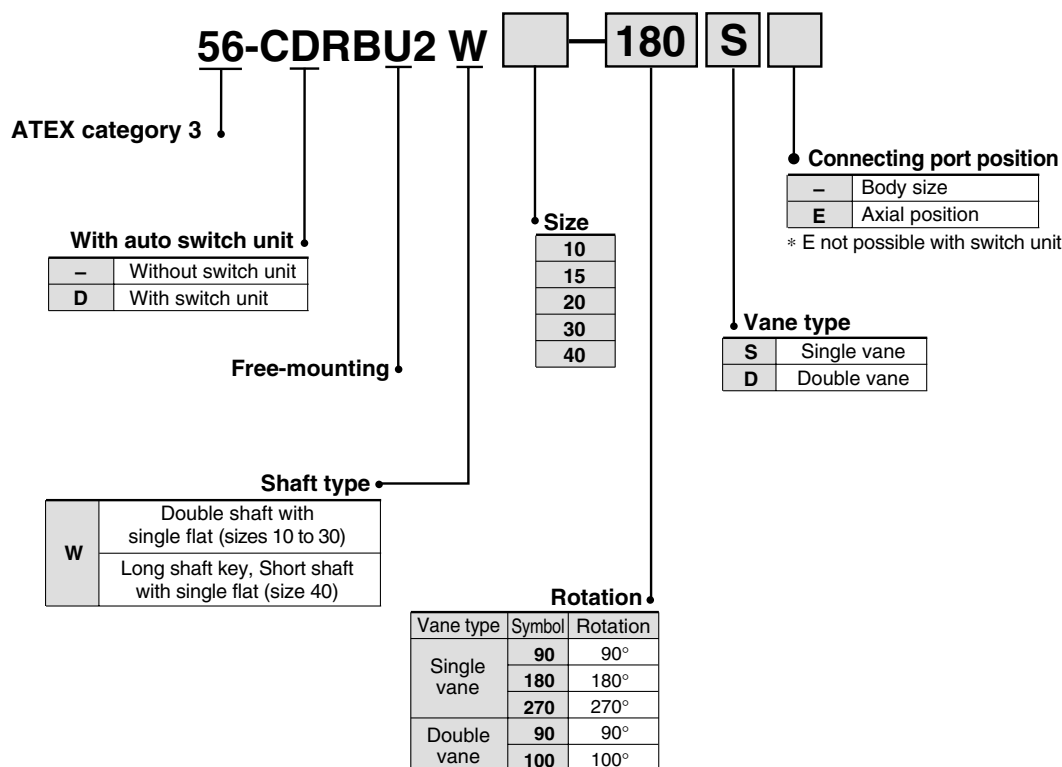 56-CDRBU2 W – 180 S
ATEX category 3
Connecting port position
– Body size
E Axial position
* E not possible with switch unit
With auto switch unit
– Without switch unit
D With switch unit
Size
10
15
20
30
40
Vane type
S Single vane
D Double vane
Free-mounting
Shaft type
W
Double shaft with
single flat (sizes 10 to 30)
Long shaft key, Short shaft
with single flat (size 40)
Rotation
Vane type Symbol Rotation
Single vane
90 90°
180 180°
270 270°
Double vane
90 90°
100 100°